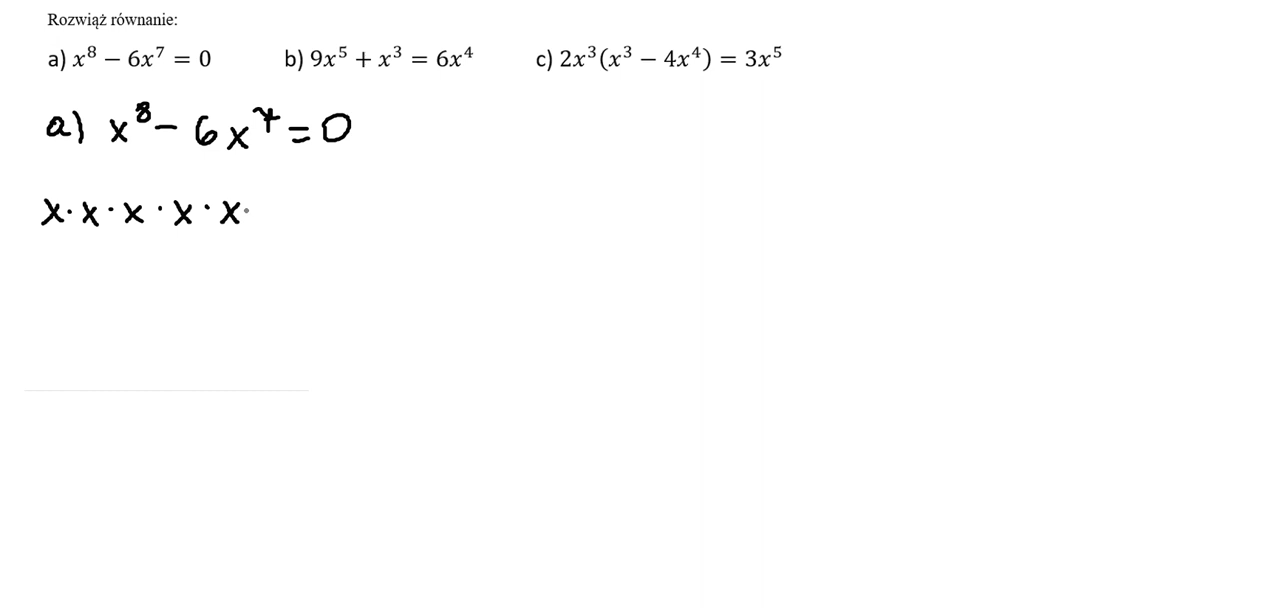 Rozwiąż równanie:
a) x⁸ − 6x⁷ = 0 b) 9x⁵ + x³ = 6x⁴ c) 2x³(x³ − 4x⁴) = 3x⁵
a) x⁸ − 6x⁷ = 0
x · x · x · x · x ·